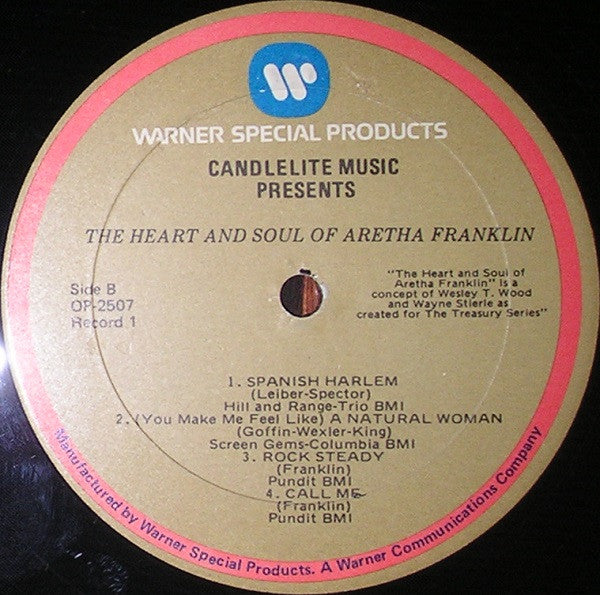 WARNER SPECIAL PRODUCTS
CANDLELITE MUSIC
PRESENTS
THE HEART AND SOUL OF ARETHA FRANKLIN
Side B
OP-2507
Record 1
"The Heart and Soul of
Aretha Franklin" is a
concept of Wesley T. Wood
and Wayne Stierle as
created for The Treasury Series"
1. SPANISH HARLEM
(Leiber-Spector)
Hill and Range-Trio BMI
2. (You Make Me Feel Like) A NATURAL WOMAN
(Goffin-Wexler-King)
Screen Gems-Columbia BMI
3. ROCK STEADY
(Franklin)
Pundit BMI
4. CALL ME
(Franklin)
Pundit BMI
Manufactured by Warner Special Products. A Warner Communications Company